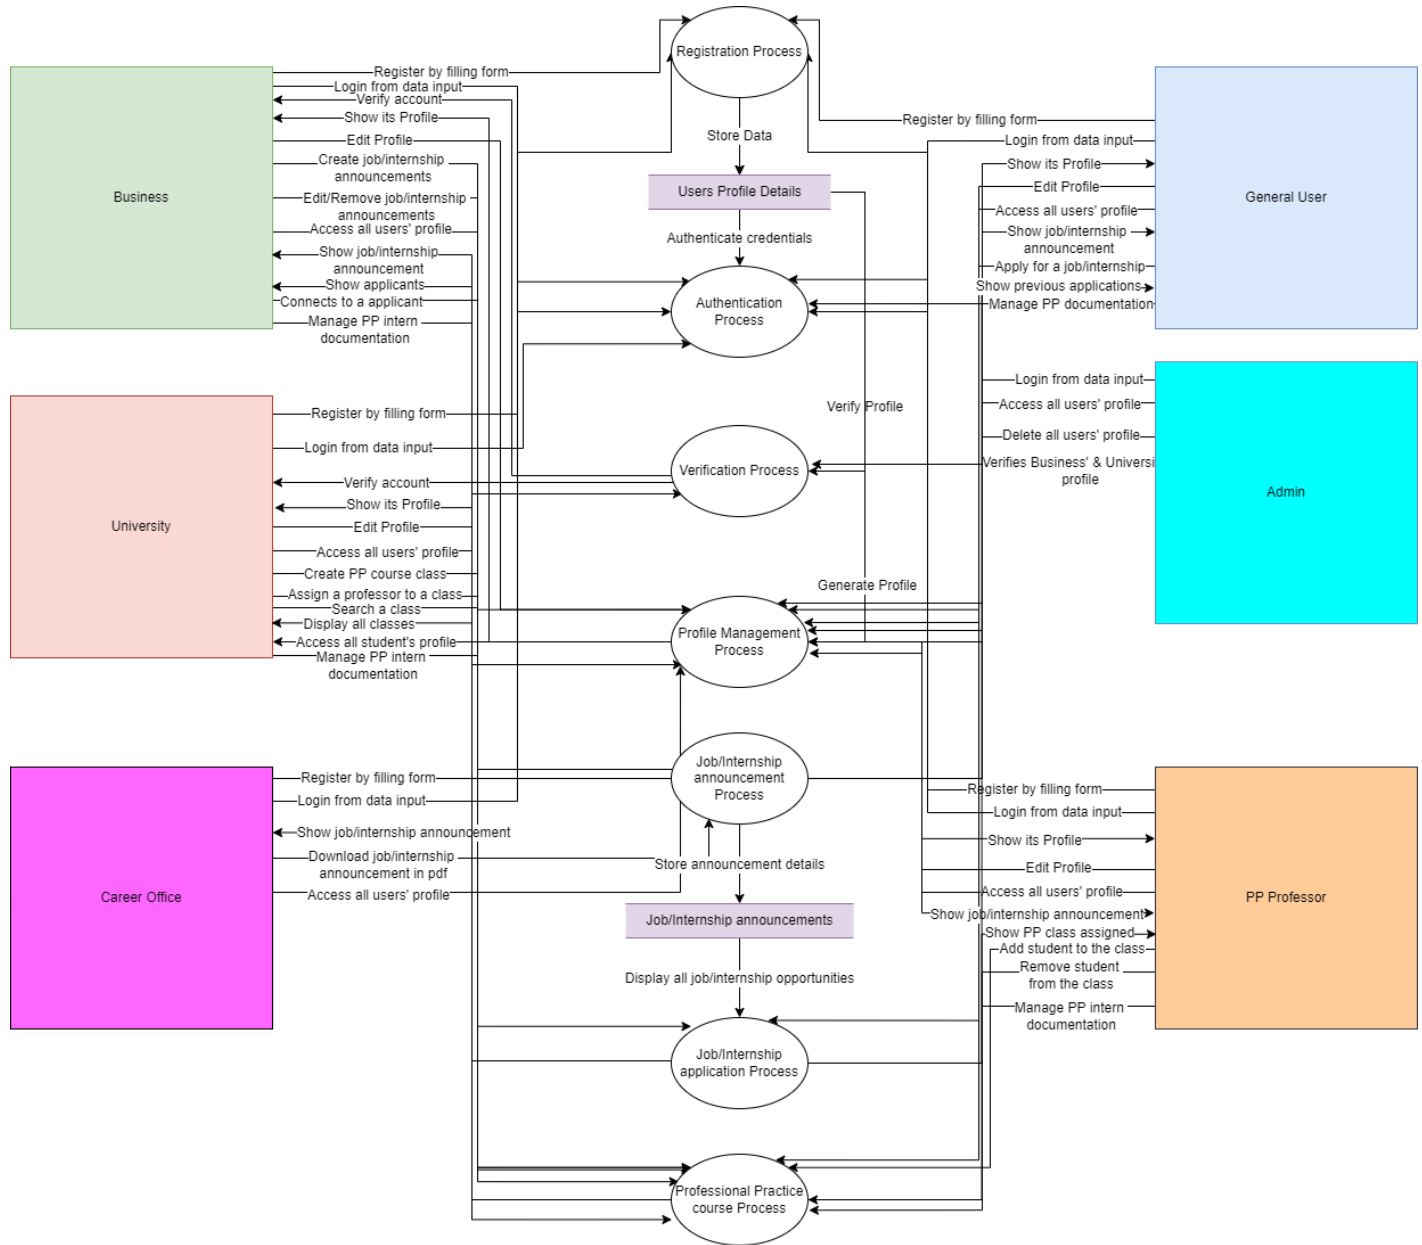 Registration Process
Register by filling form
Login from data input
Verify account
Show its Profile
Edit Profile
Create job/internship
announcements
Edit/Remove job/internship
announcements
Access all users' profile
Show job/internship
announcement
Show applicants
Connects to a applicant
Manage PP intern
documentation
Business
Store Data
Users Profile Details
Authenticate credentials
Authentication
Process
Register by filling form
Login from data input
Show its Profile
Edit Profile
Access all users' profile
Show job/internship
announcement
Apply for a job/internship
Show previous applications
Manage PP documentation
General User
Register by filling form
Login from data input
Verify account
Show its Profile
Edit Profile
Access all users' profile
Create PP course class
Assign a professor to a class
Search a class
Display all classes
Access all student's profile
Manage PP intern
documentation
University
Verify Profile
Verification Process
Login from data input
Access all users' profile
Delete all users' profile
Verifies Business' & Universi
profile
Admin
Generate Profile
Profile Management
Process
Job/Internship
announcement
Process
Register by filling form
Login from data input
Show job/internship announcement
Download job/internship
announcement in pdf
Access all users' profile
Career Office
Store announcement details
Job/Internship announcements
Display all job/internship opportunities
Job/Internship
application Process
Register by filling form
Login from data input
Show its Profile
Edit Profile
Access all users' profile
Show job/internship announcement
Show PP class assigned
Add student to the class
Remove student
from the class
Manage PP intern
documentation
PP Professor
Professional Practice
course Process